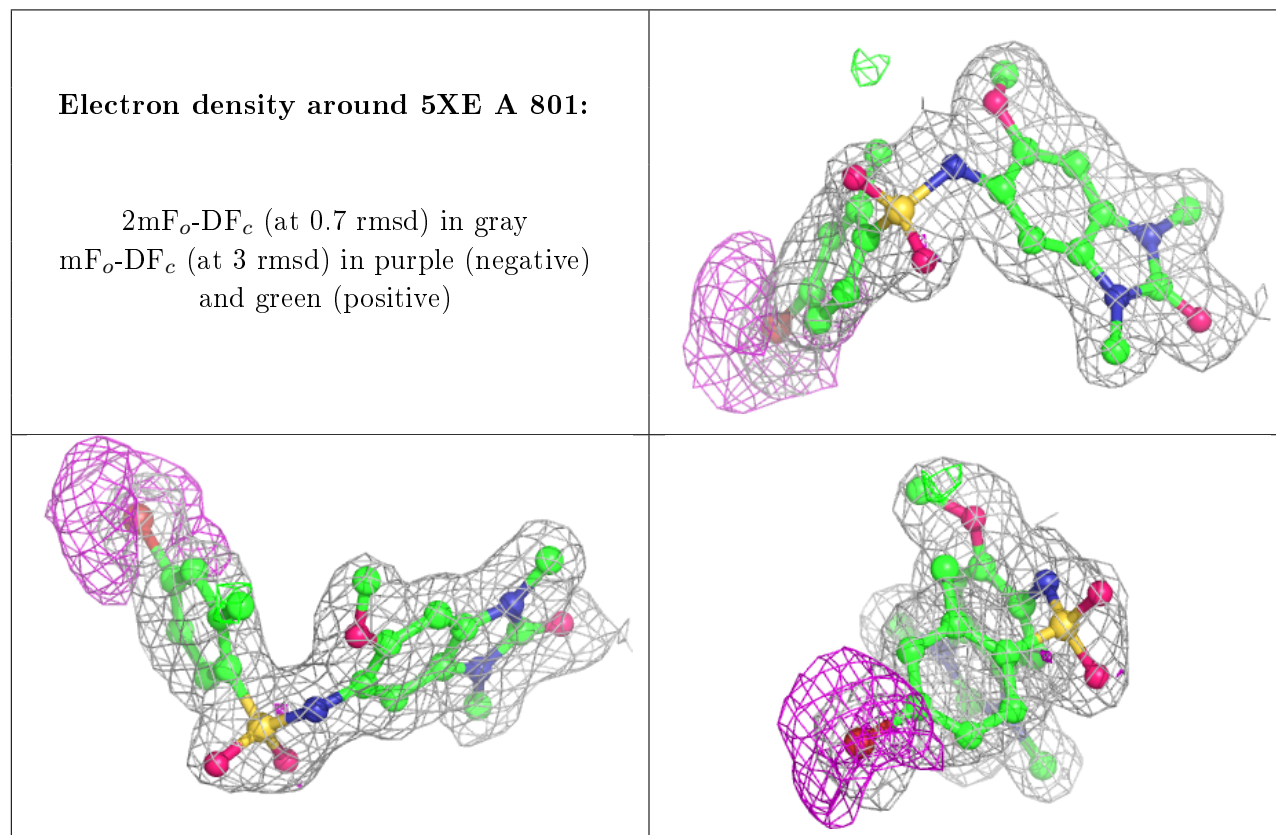 Electron density around 5XE A 801:
2mFₒ-DF𝒸 (at 0.7 rmsd) in gray
mFₒ-DF𝒸 (at 3 rmsd) in purple (negative)
and green (positive)